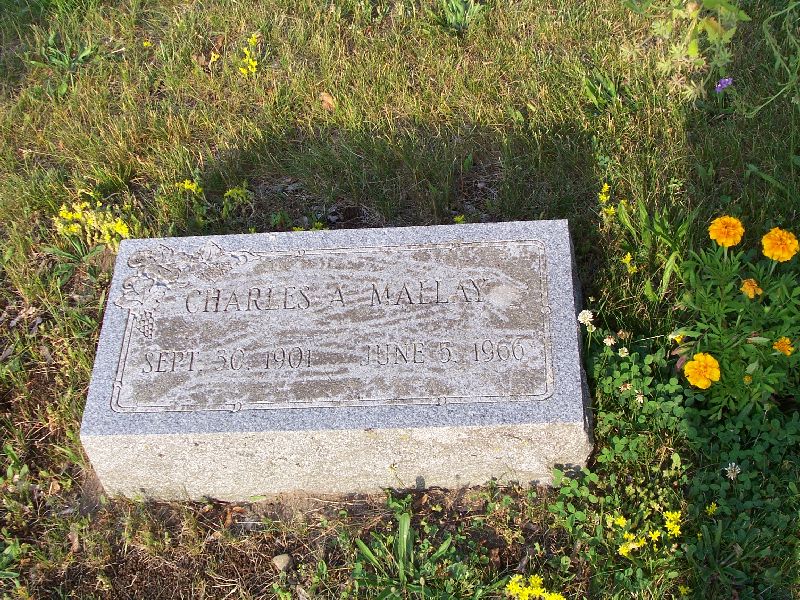 CHARLES A MALLAY
SEPT. 30, 1901 JUNE 5, 1966